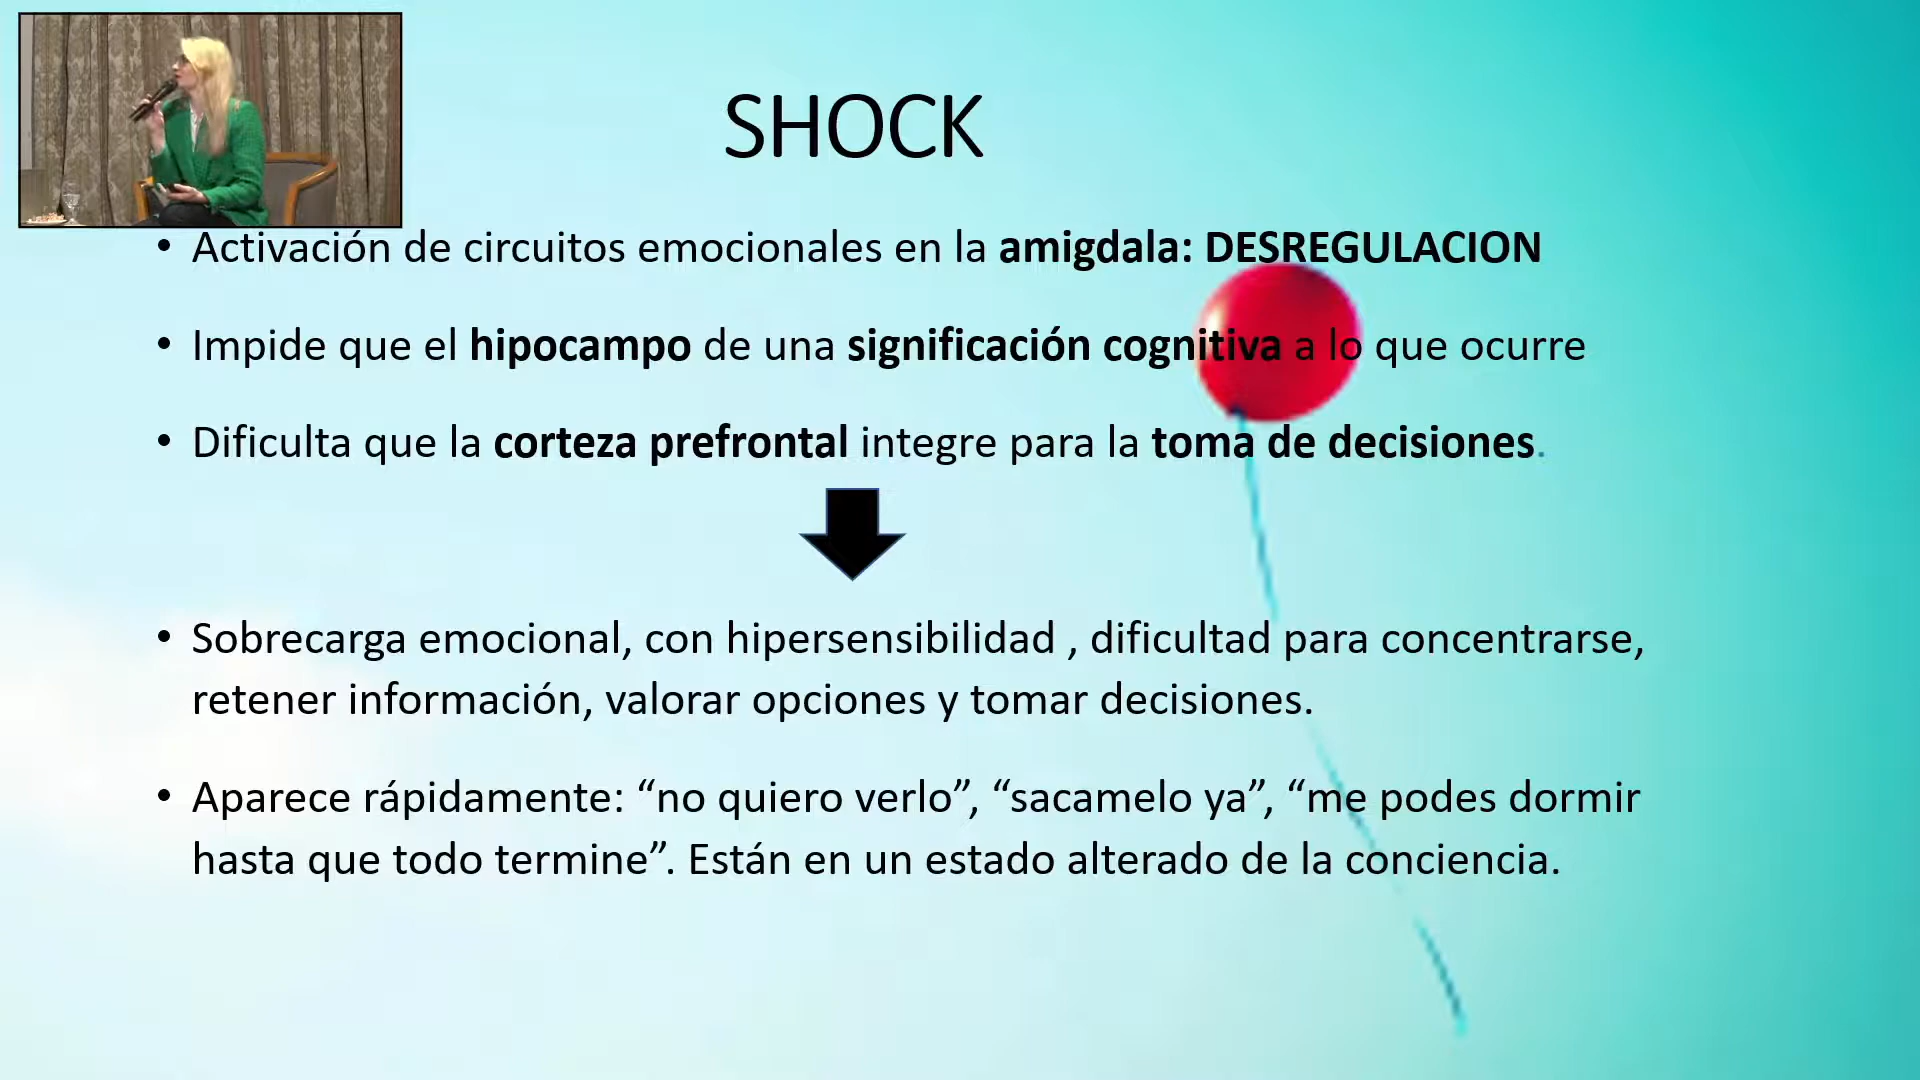 SHOCK
• Activación de circuitos emocionales en la amigdala: DESREGULACION
• Impide que el hipocampo de una significación cognitiva a lo que ocurre
• Dificulta que la corteza prefrontal integre para la toma de decisiones.
• Sobrecarga emocional, con hipersensibilidad , dificultad para concentrarse,
retener información, valorar opciones y tomar decisiones.
• Aparece rápidamente: “no quiero verlo”, “sacamelo ya”, “me podes dormir
hasta que todo termine”. Están en un estado alterado de la conciencia.